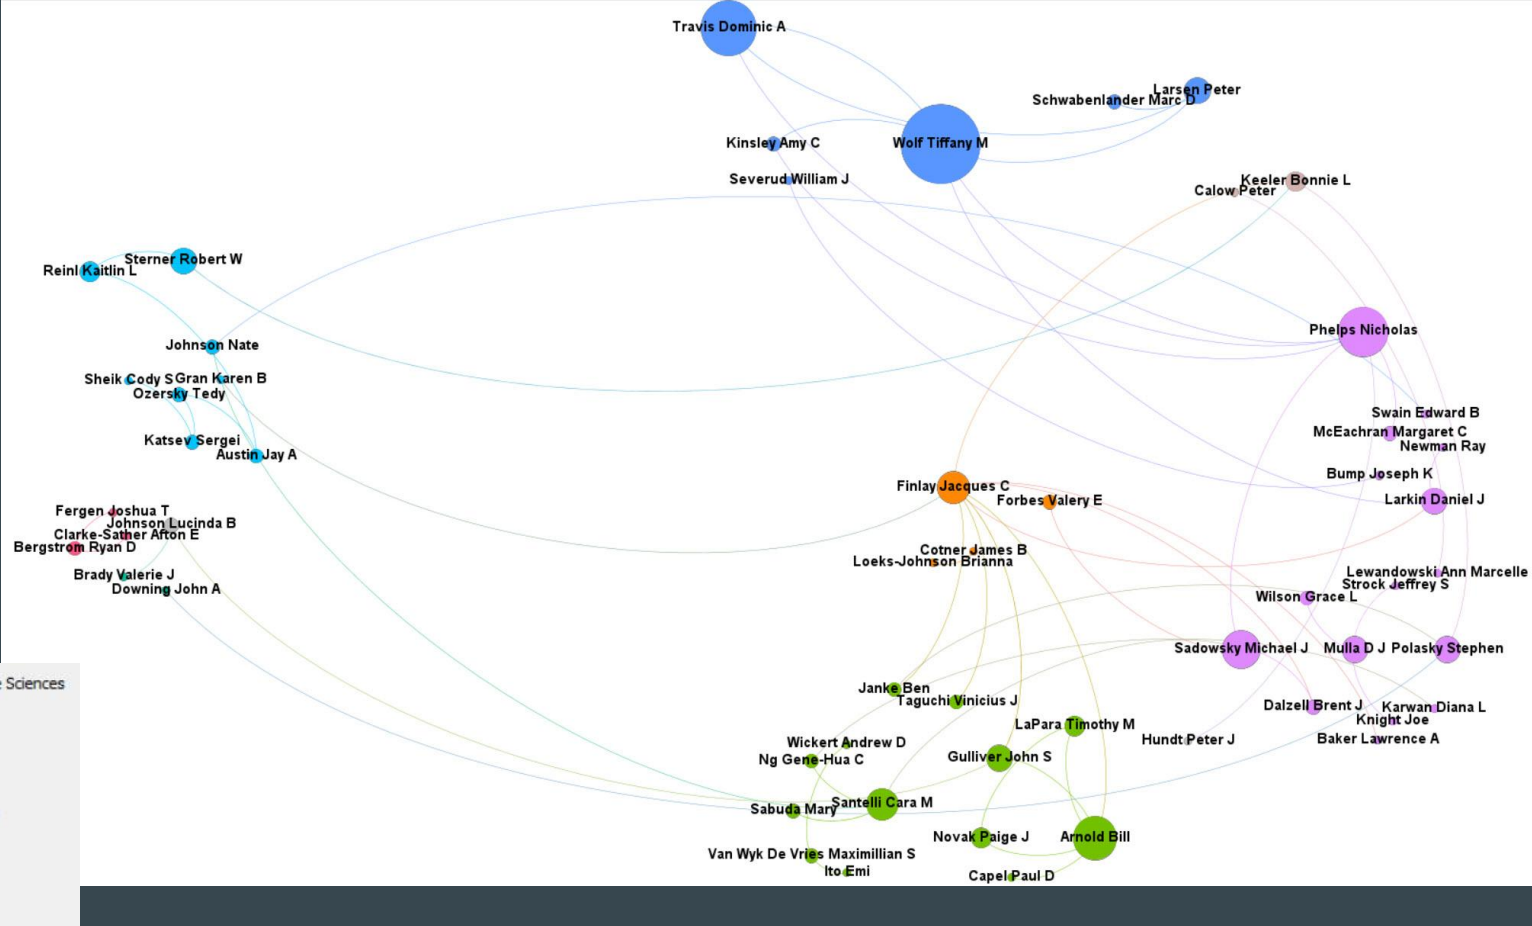 Travis Dominic A
Larsen Peter
Schwabenlander Marc D
Kinsley Amy C
Wolf Tiffany M
Severud William J
Keeler Bonnie L
Calow Peter
Sterner Robert W
Reinl Kaitlin L
Phelps Nicholas
Johnson Nate
Sheik Cody S
Gran Karen B
Ozersky Tedy
Swain Edward B
McEachran Margaret C
Katsev Sergei
Newman Ray
Austin Jay A
Bump Joseph K
Finlay Jacques C
Forbes Valery E
Larkin Daniel J
Fergen Joshua T
Johnson Lucinda B
Clarke-Sather Afton E
Bergstrom Ryan D
Cotner James B
Loeks-Johnson Brianna
Brady Valerie J
Downing John A
Lewandowski Ann Marcelle
Strock Jeffrey S
Wilson Grace L
Sadowsky Michael J
Mulla D J
Polasky Stephen
e Sciences
Janke Ben
Taguchi Vinicius J
Dalzell Brent J
Karwan Diana L
Knight Joe
LaPara Timothy M
Hundt Peter J
Baker Lawrence A
Wickert Andrew D
Ng Gene-Hua C
Gulliver John S
Santelli Cara M
Sabuda Mary
Novak Paige J
Arnold Bill
Van Wyk De Vries Maximillian S
Ito Emi
Capel Paul D